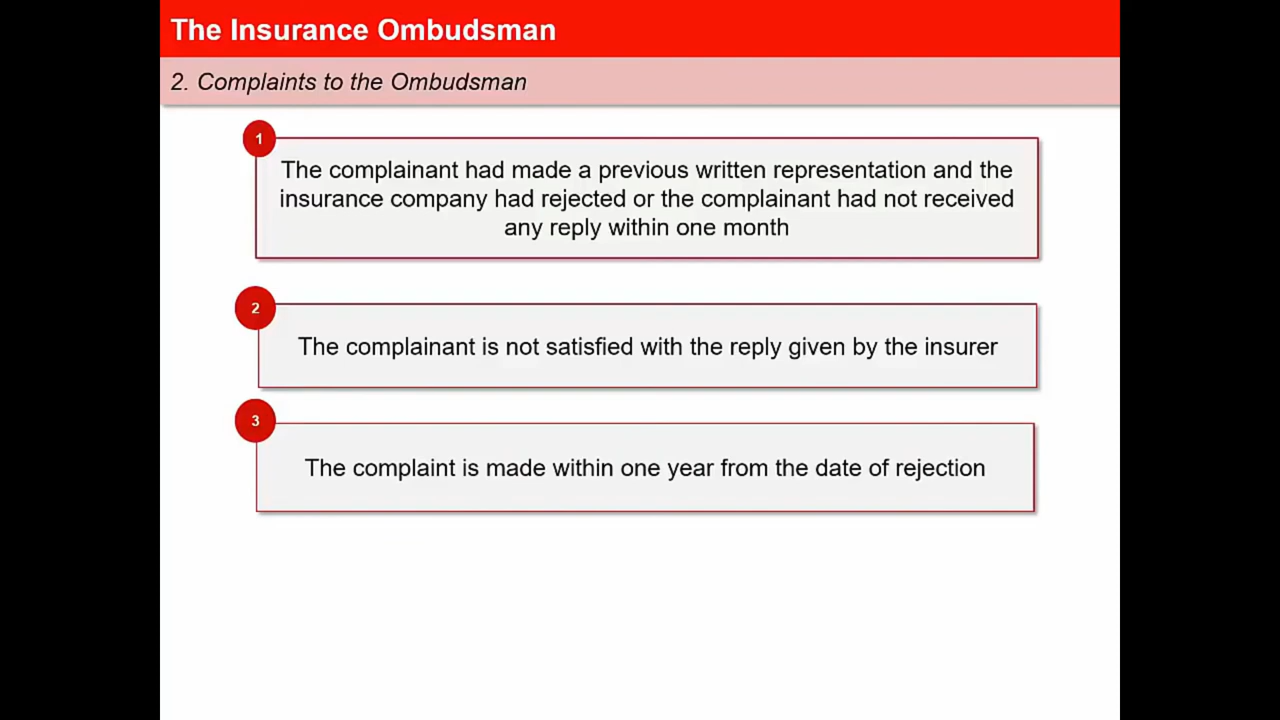 The Insurance Ombudsman
2. Complaints to the Ombudsman
1
The complainant had made a previous written representation and the
insurance company had rejected or the complainant had not received
any reply within one month
2
The complainant is not satisfied with the reply given by the insurer
3
The complaint is made within one year from the date of rejection